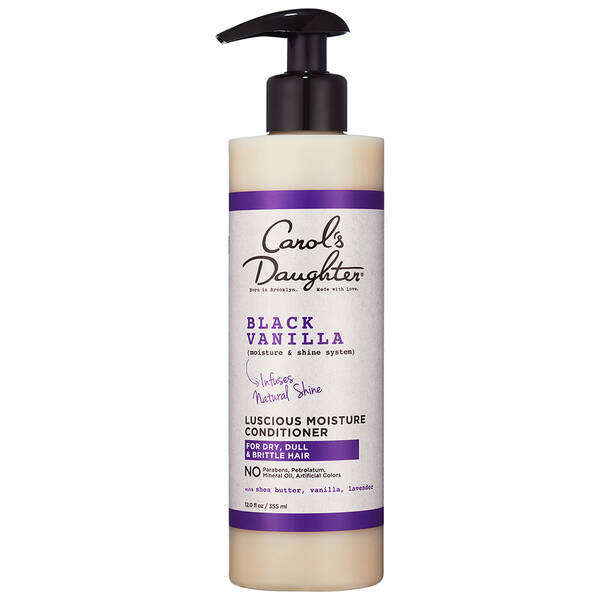 Carol's
Daughter®
Born in Brooklyn. Made with Love.
BLACK
VANILLA
(moisture & shine system)
Infuses
Natural Shine
LUSCIOUS MOISTURE
CONDITIONER
FOR DRY, DULL
& BRITTLE HAIR
NO Parabens, Petrolatum,
Mineral Oil, Artificial Colors
with shea butter, vanilla, lavender
12.0 fl oz / 355 ml